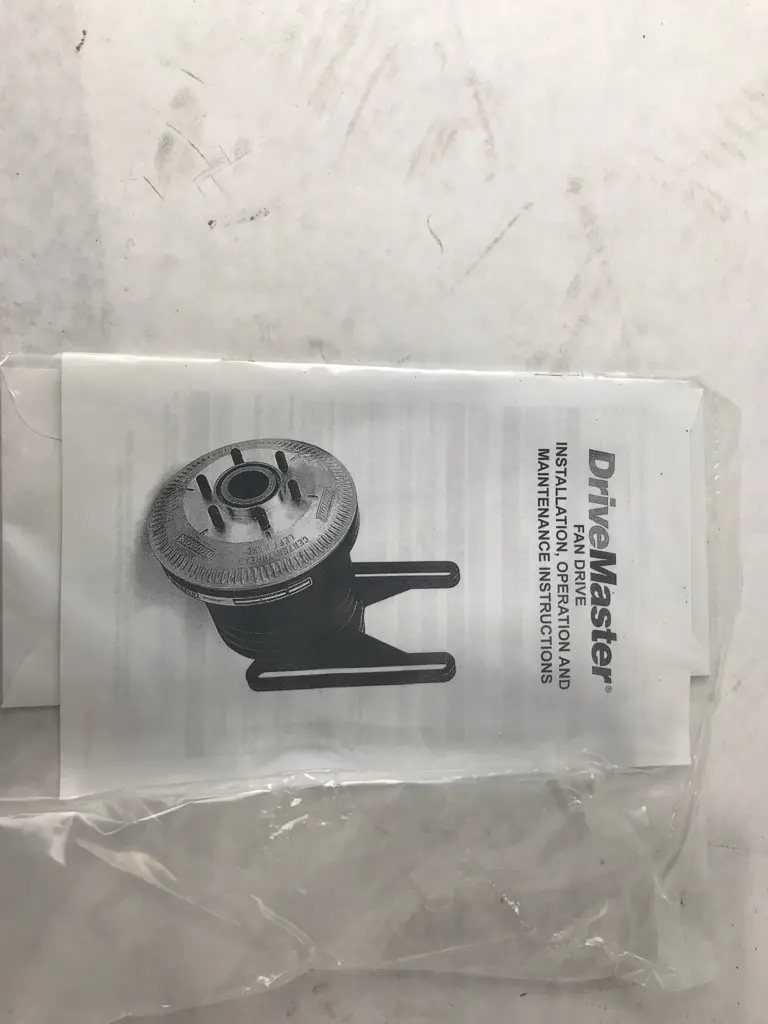 DriveMaster®
FAN DRIVE
INSTALLATION, OPERATION AND
MAINTENANCE INSTRUCTIONS